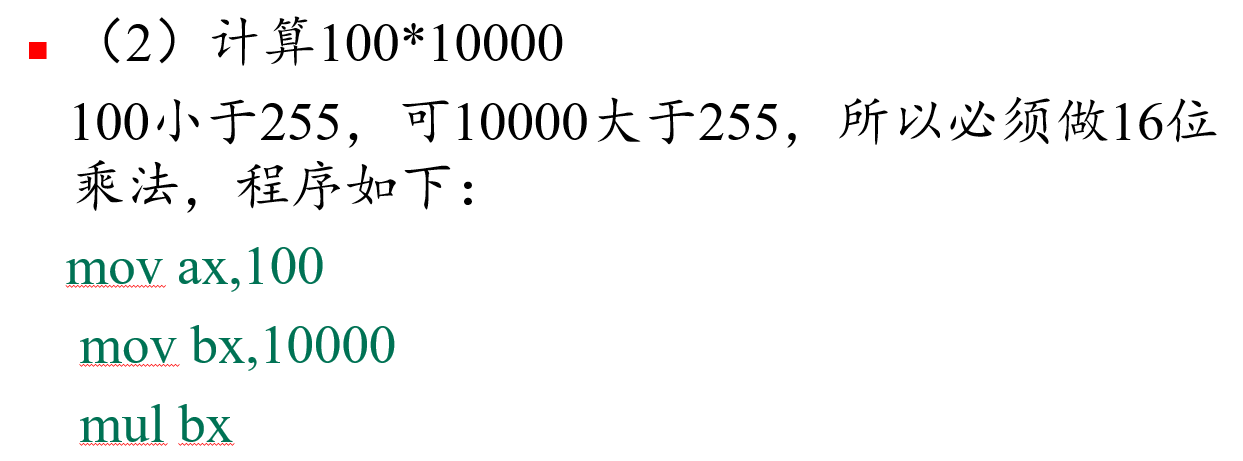 （2）计算100*10000
100小于255，可10000大于255，所以必须做16位
乘法，程序如下：
mov ax,100
mov bx,10000
mul bx